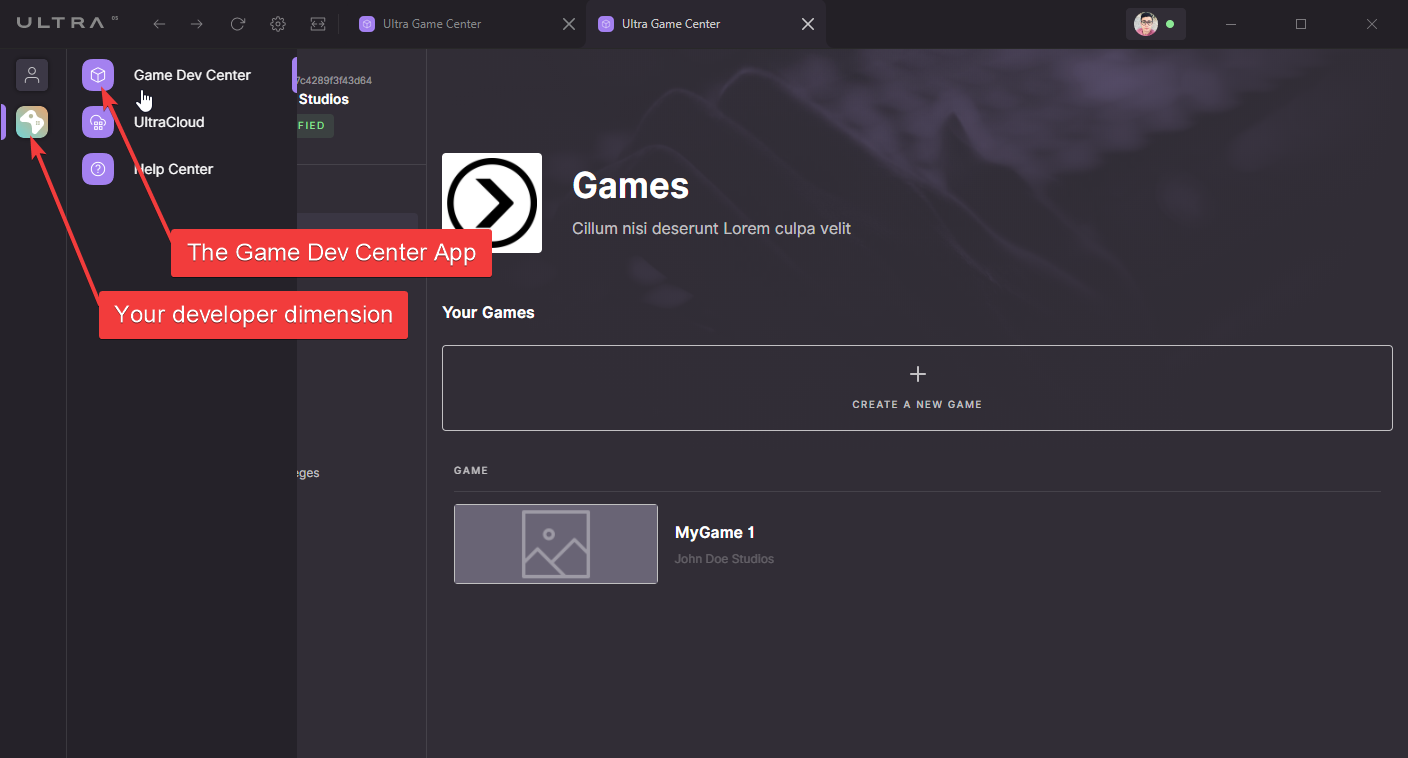 ULTRA OS
Ultra Game Center
Ultra Game Center
Game Dev Center
UltraCloud
Help Center
7c4289f3f43d64
Studios
FIED
eges
The Game Dev Center App
Your developer dimension
Games
Cillum nisi deserunt Lorem culpa velit
Your Games
CREATE A NEW GAME
GAME
MyGame 1
John Doe Studios